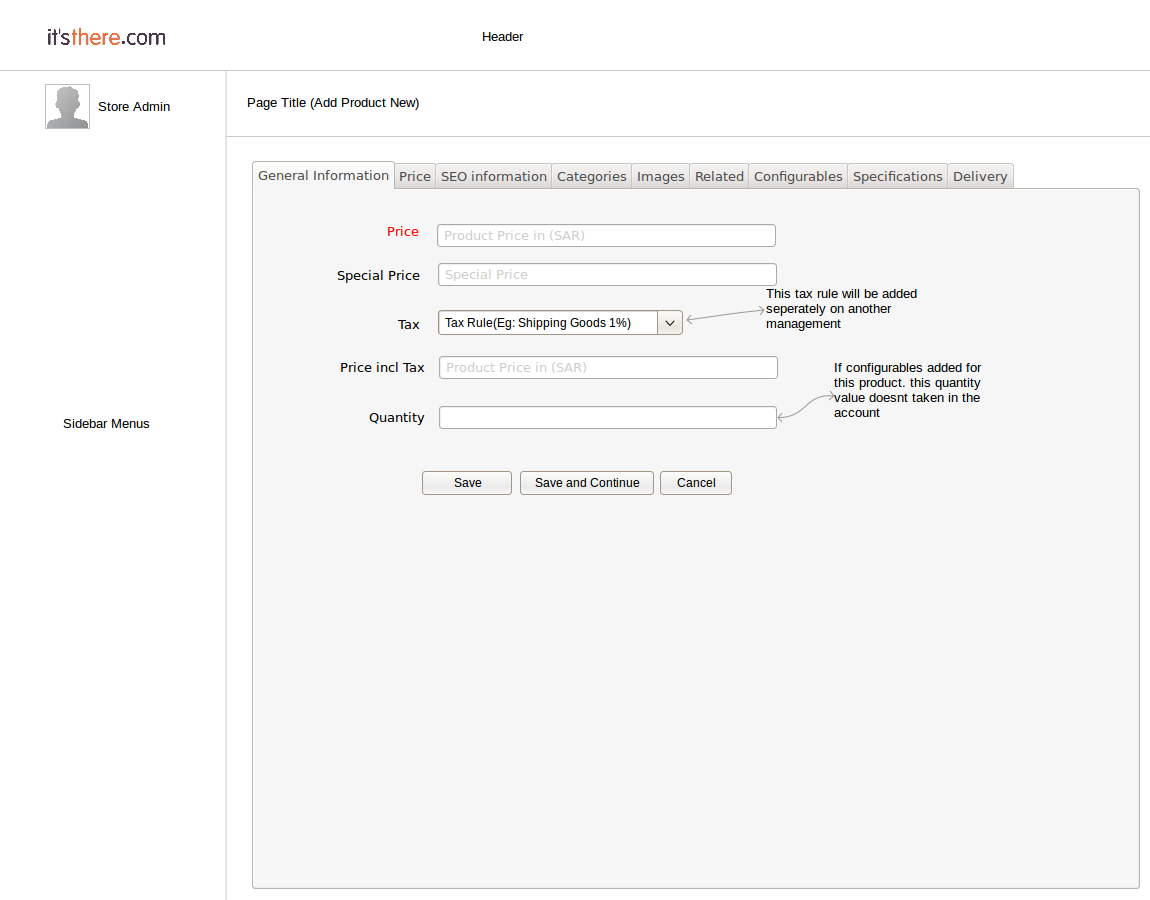 it'sthere.com
Header
Store Admin
Page Title (Add Product New)
General Information
Price
SEO information
Categories
Images
Related
Configurables
Specifications
Delivery
Price
Product Price in (SAR)
Special Price
Special Price
This tax rule will be added
seperately on another
management
Tax
Tax Rule(Eg: Shipping Goods 1%)
Price incl Tax
Product Price in (SAR)
If configurables added for
this product. this quantity
value doesnt taken in the
account
Quantity
Sidebar Menus
Save
Save and Continue
Cancel